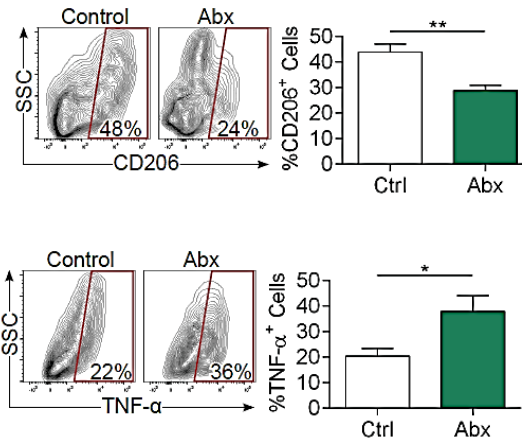 Control Abx
SSC
48% 24%
CD206
%CD206+ Cells
50
40
30
20
10
0
**
Ctrl Abx
Control Abx
SSC
22% 36%
TNF-α
%TNF-α+ Cells
50
40
30
20
10
0
*
Ctrl Abx